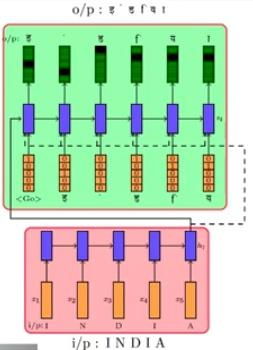 o/p: इ ं ड ि य ा
o/p: इ ं ड ि य ा
<Go> इ ं ड ि य
x₁ x₂ x₃ x₄ x₅
i/p: I N D I A
i/p: I N D I A